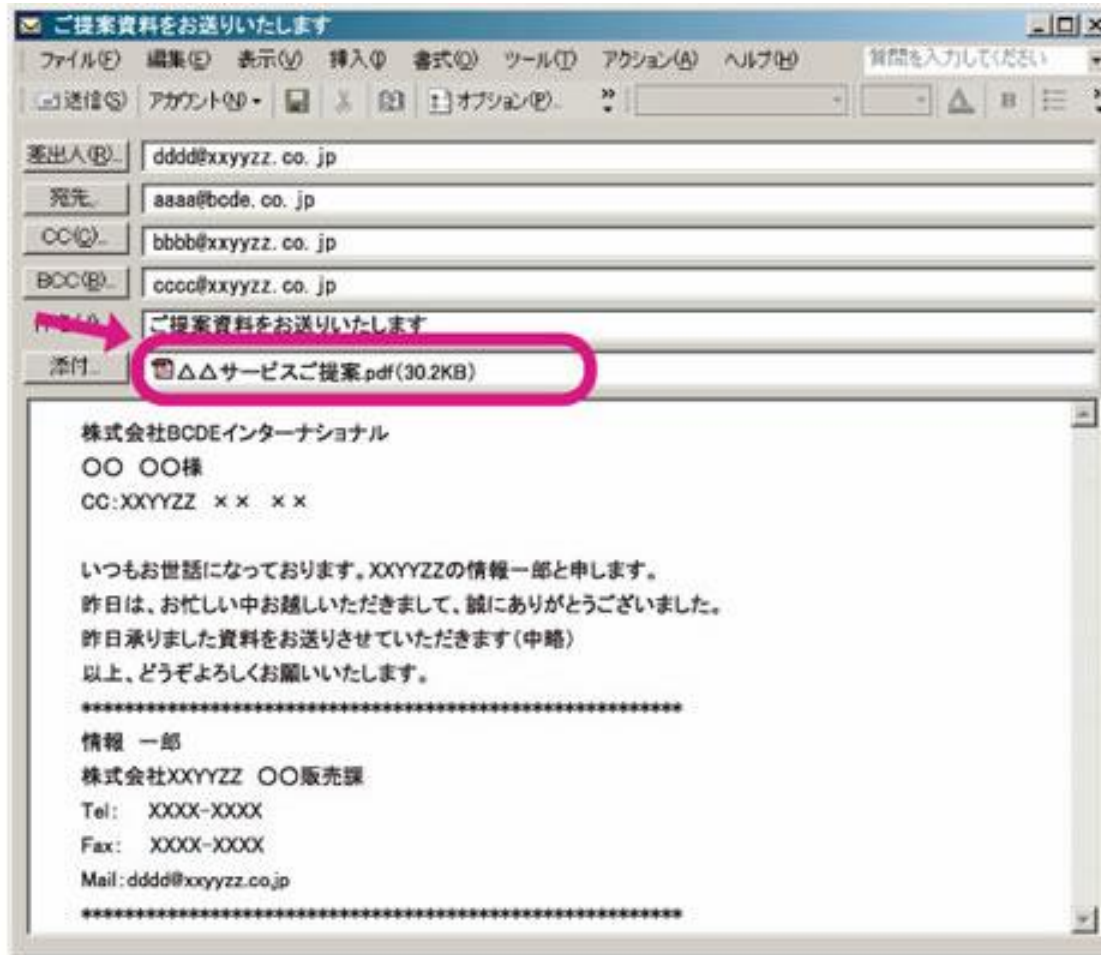 ご提案資料をお送りいたします
ファイル(F) 編集(E) 表示(V) 挿入(I) 書式(O) ツール(T) アクション(A) ヘルプ(H) 質問を入力してください
送信(S) アカウント(N) オプション(P)... B
差出人(R)... dddd@xxyyzz.co.jp
宛先... aaaa@bcde.co.jp
CC(C)... bbbb@xxyyzz.co.jp
BCC(B)... cccc@xxyyzz.co.jp
ご提案資料をお送りいたします
添付... △△サービスご提案.pdf(30.2KB)
株式会社BCDEインターナショナル
〇〇 〇〇様
CC:XXYYZZ ×× ××
いつもお世話になっております。XXYYZZの情報一郎と申します。
昨日は、お忙しい中お越しいただきまして、誠にありがとうございました。
昨日承りました資料をお送りさせていただきます(中略)
以上、どうぞよろしくお願いいたします。
********************************************************
情報 一郎
株式会社XXYYZZ 〇〇販売課
Tel: XXXX-XXXX
Fax: XXXX-XXXX
Mail:dddd@xxyyzz.co.jp
********************************************************